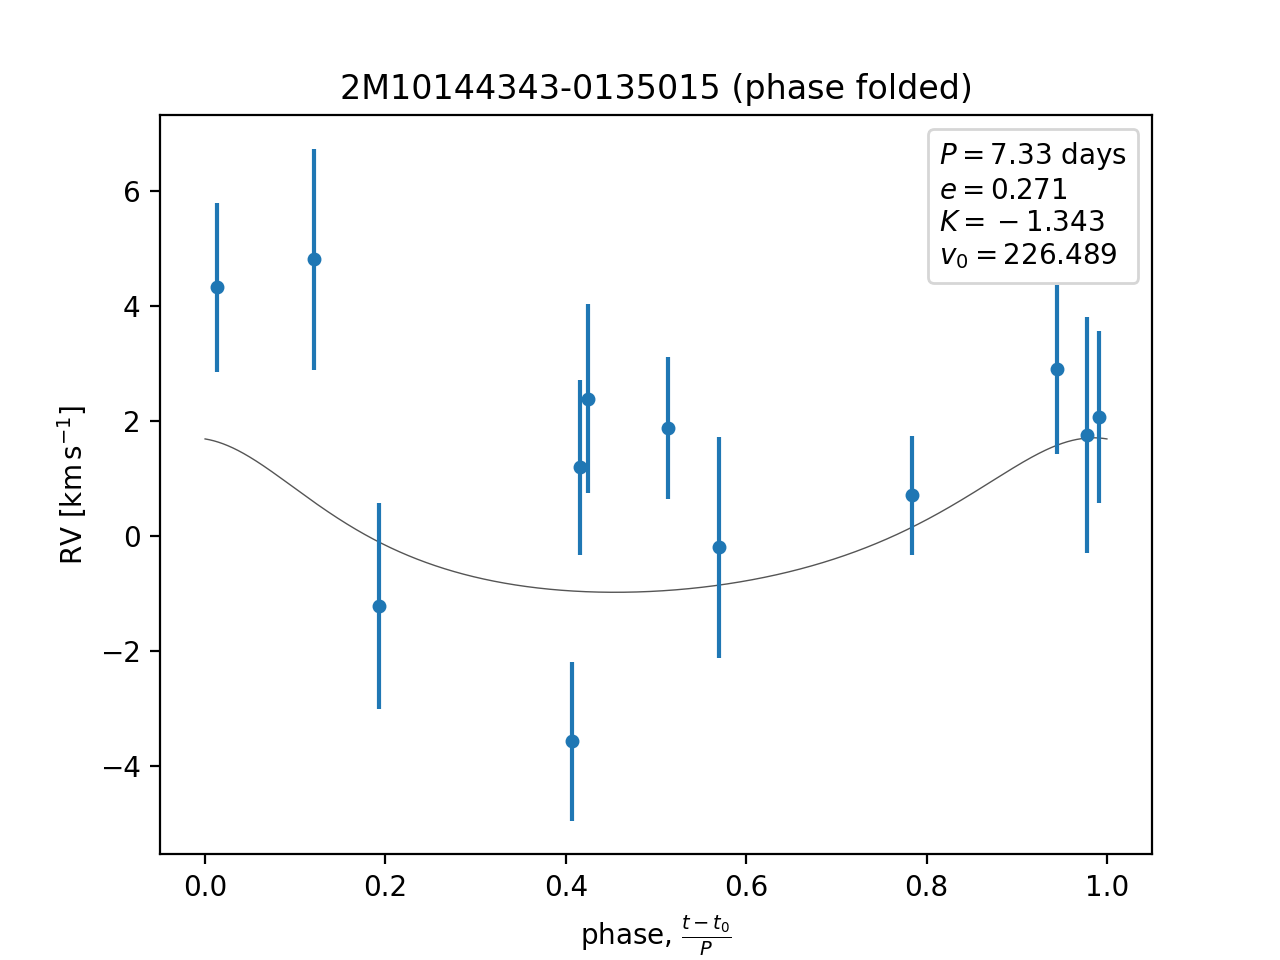 2M10144343-0135015 (phase folded)
P = 7.33 days
e = 0.271
K = −1.343
v₀ = 226.489
RV [km s⁻¹]
6
4
2
0
−2
−4
0.0 0.2 0.4 0.6 0.8 1.0
phase, (t − t₀)/P